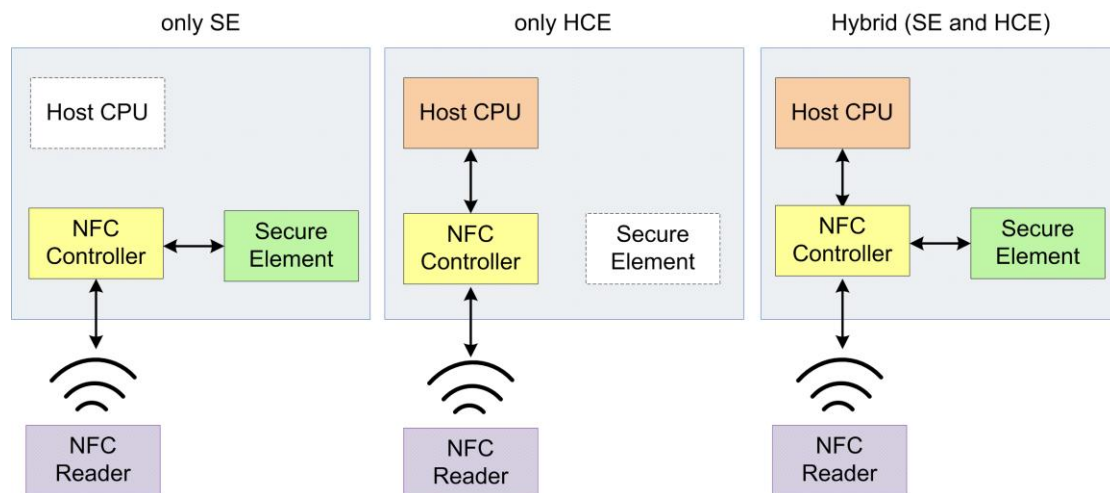 only SE
only HCE
Hybrid (SE and HCE)
Host CPU
NFC
Controller
Secure
Element
NFC
Reader
Host CPU
NFC
Controller
Secure
Element
NFC
Reader
Host CPU
NFC
Controller
Secure
Element
NFC
Reader